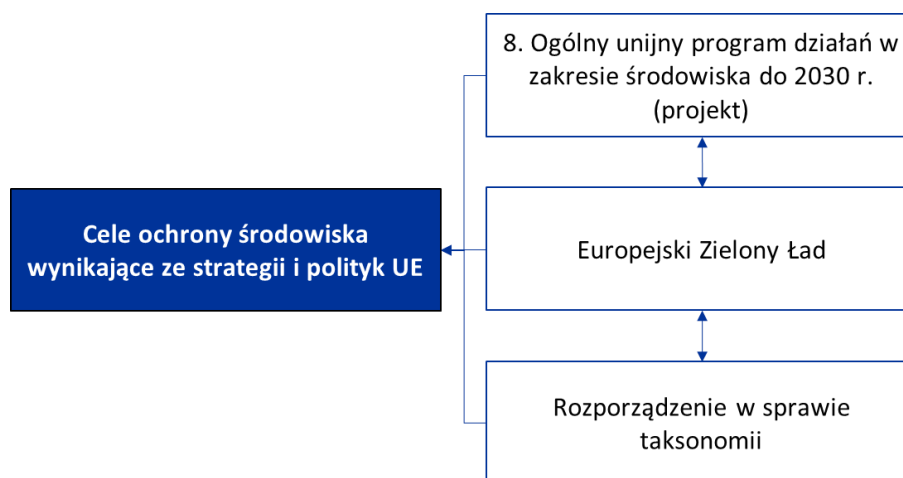 8. Ogólny unijny program działań w
zakresie środowiska do 2030 r.
(projekt)
Cele ochrony środowiska
wynikające ze strategii i polityk UE
Europejski Zielony Ład
Rozporządzenie w sprawie
taksonomii